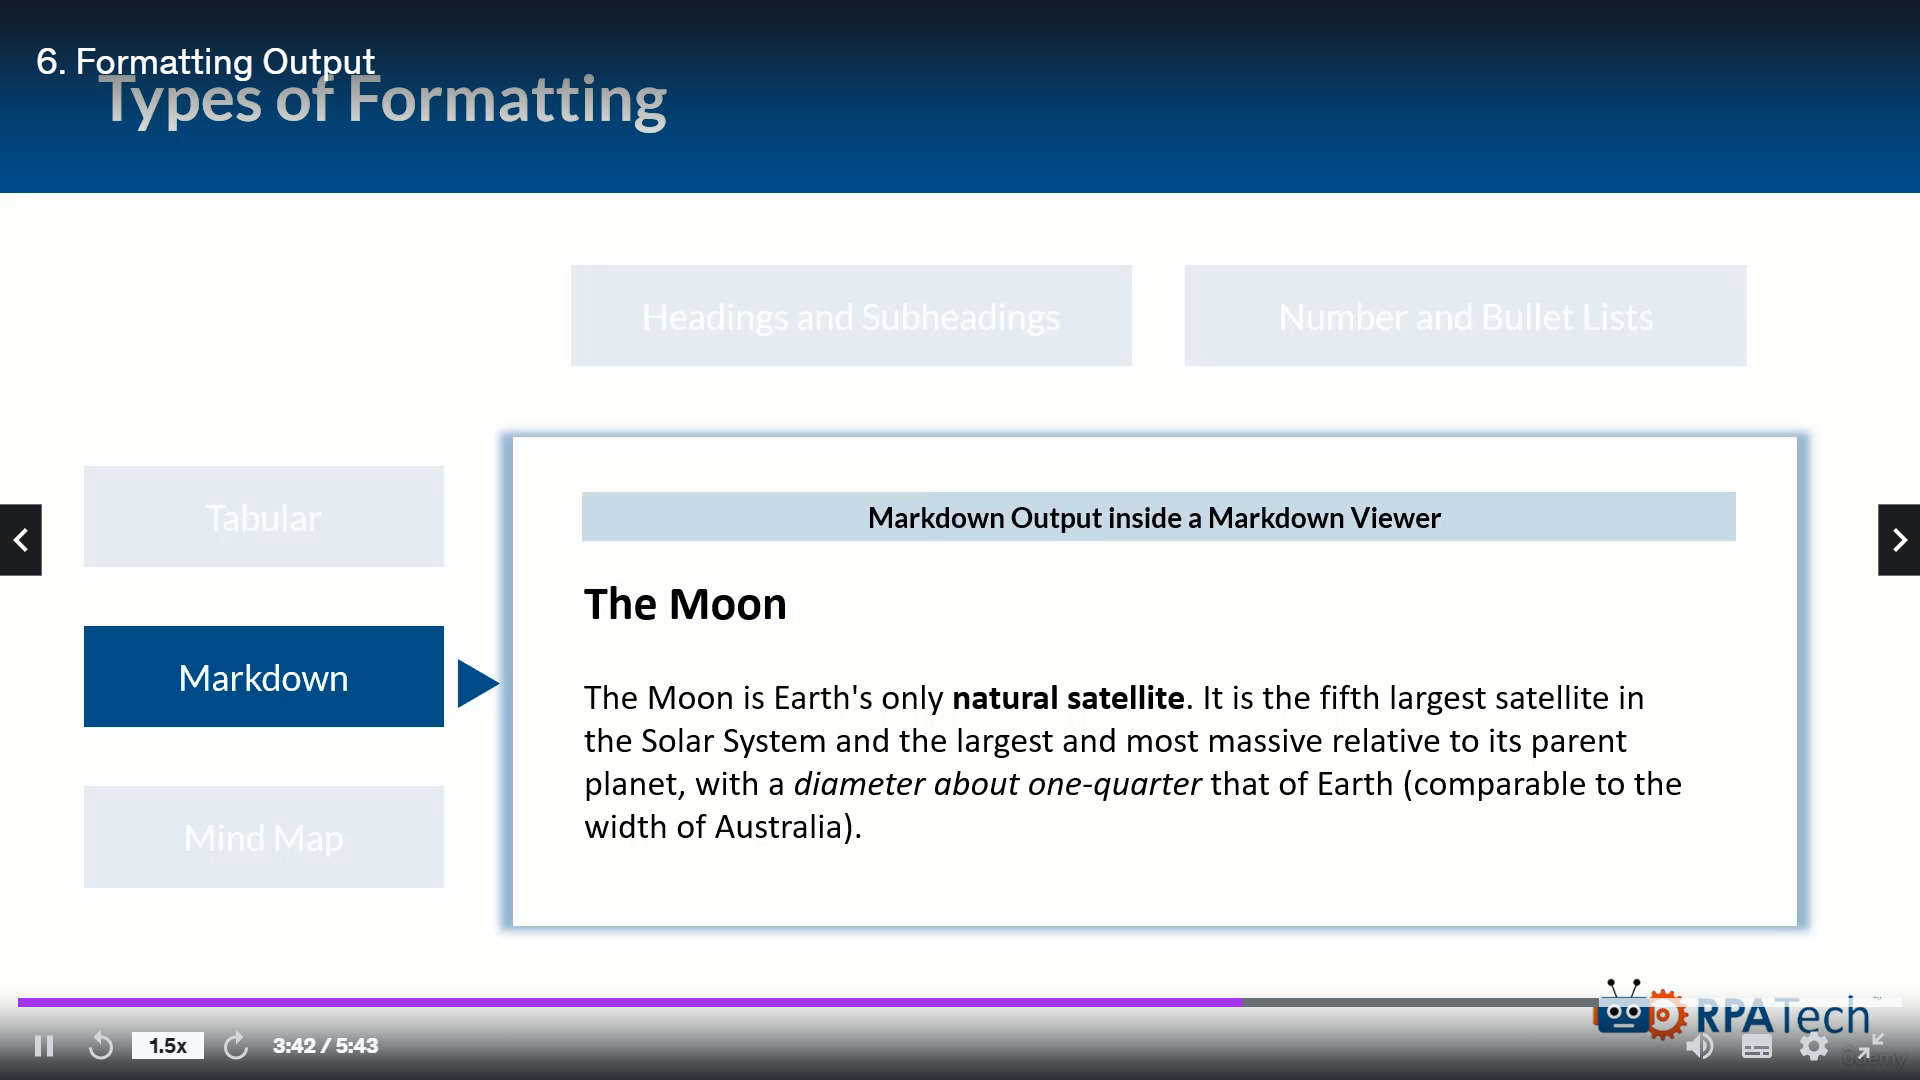 6. Formatting Output
Types of Formatting
Headings and Subheadings
Number and Bullet Lists
Tabular
Markdown
Mind Map
Markdown Output inside a Markdown Viewer
The Moon
The Moon is Earth's only natural satellite. It is the fifth largest satellite in
the Solar System and the largest and most massive relative to its parent
planet, with a diameter about one-quarter that of Earth (comparable to the
width of Australia).
RPATech
1.5x
3:42 / 5:43
ûdemy